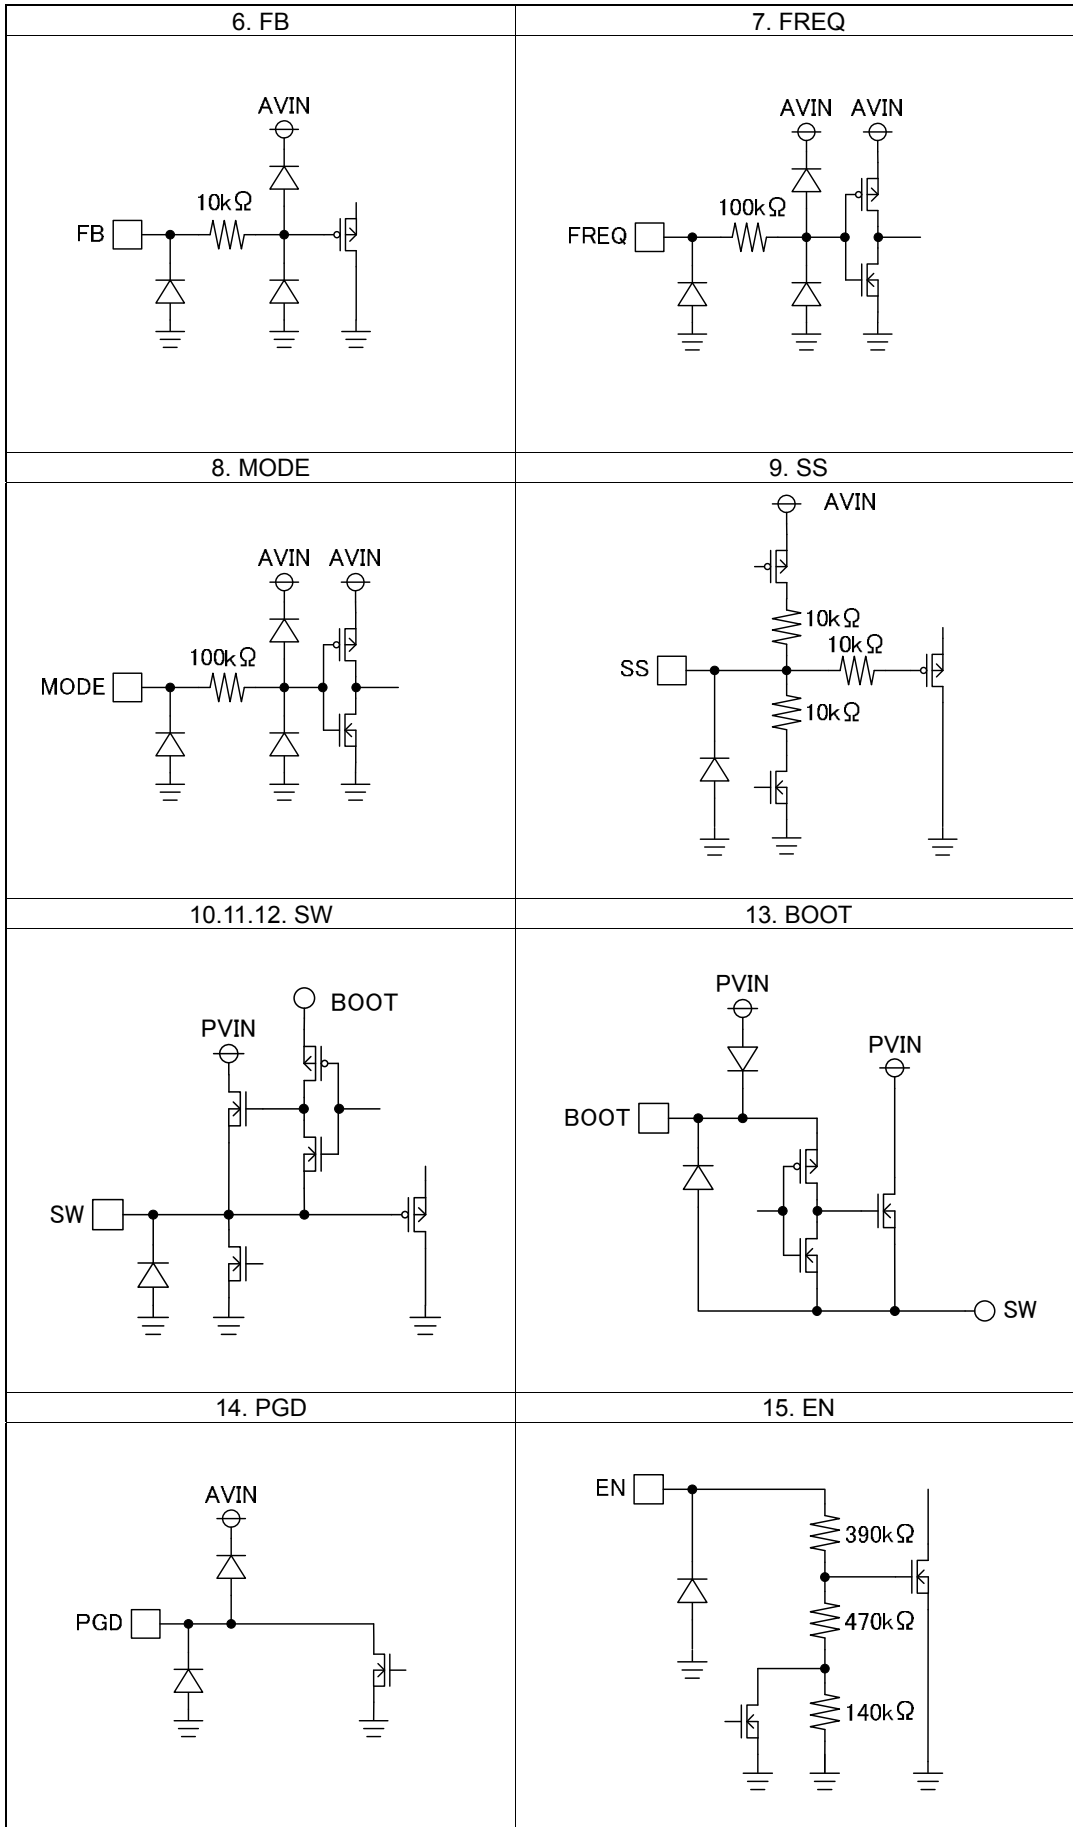 6. FB
7. FREQ
AVIN
10kΩ
FB
AVIN AVIN
100kΩ
FREQ
8. MODE
9. SS
AVIN AVIN
100kΩ
MODE
AVIN
10kΩ
10kΩ
SS
10kΩ
10.11.12. SW
13. BOOT
BOOT
PVIN
SW
PVIN
PVIN
BOOT
SW
14. PGD
15. EN
AVIN
PGD
EN
390kΩ
470kΩ
140kΩ